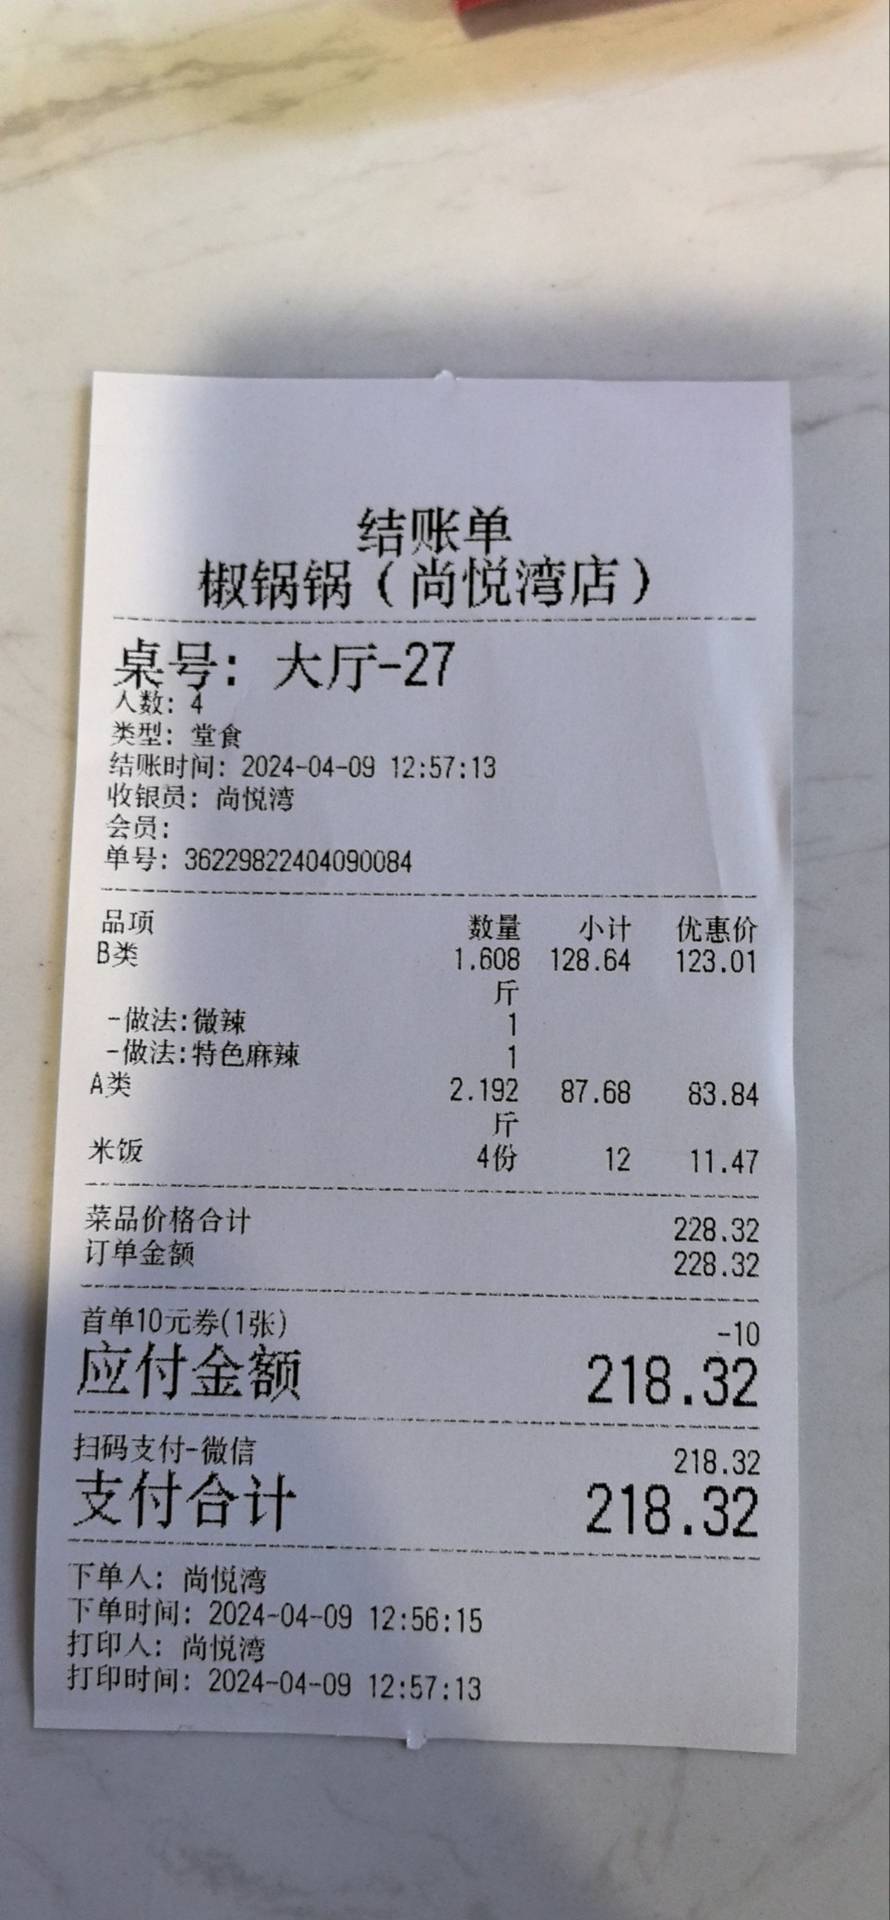 结账单
椒锅锅（尚悦湾店）
桌号: 大厅-27
人数: 4
类型: 堂食
结账时间: 2024-04-09 12:57:13
收银员: 尚悦湾
会员:
单号: 36229822404090084
品项 数量 小计 优惠价
B类 1.608 128.64 123.01
斤
-做法:微辣 1
-做法:特色麻辣 1
A类 2.192 87.68 83.84
斤
米饭 4份 12 11.47
菜品价格合计 228.32
订单金额 228.32
首单10元券(1张) -10
应付金额 218.32
扫码支付-微信 218.32
支付合计 218.32
下单人: 尚悦湾
下单时间: 2024-04-09 12:56:15
打印人: 尚悦湾
打印时间: 2024-04-09 12:57:13